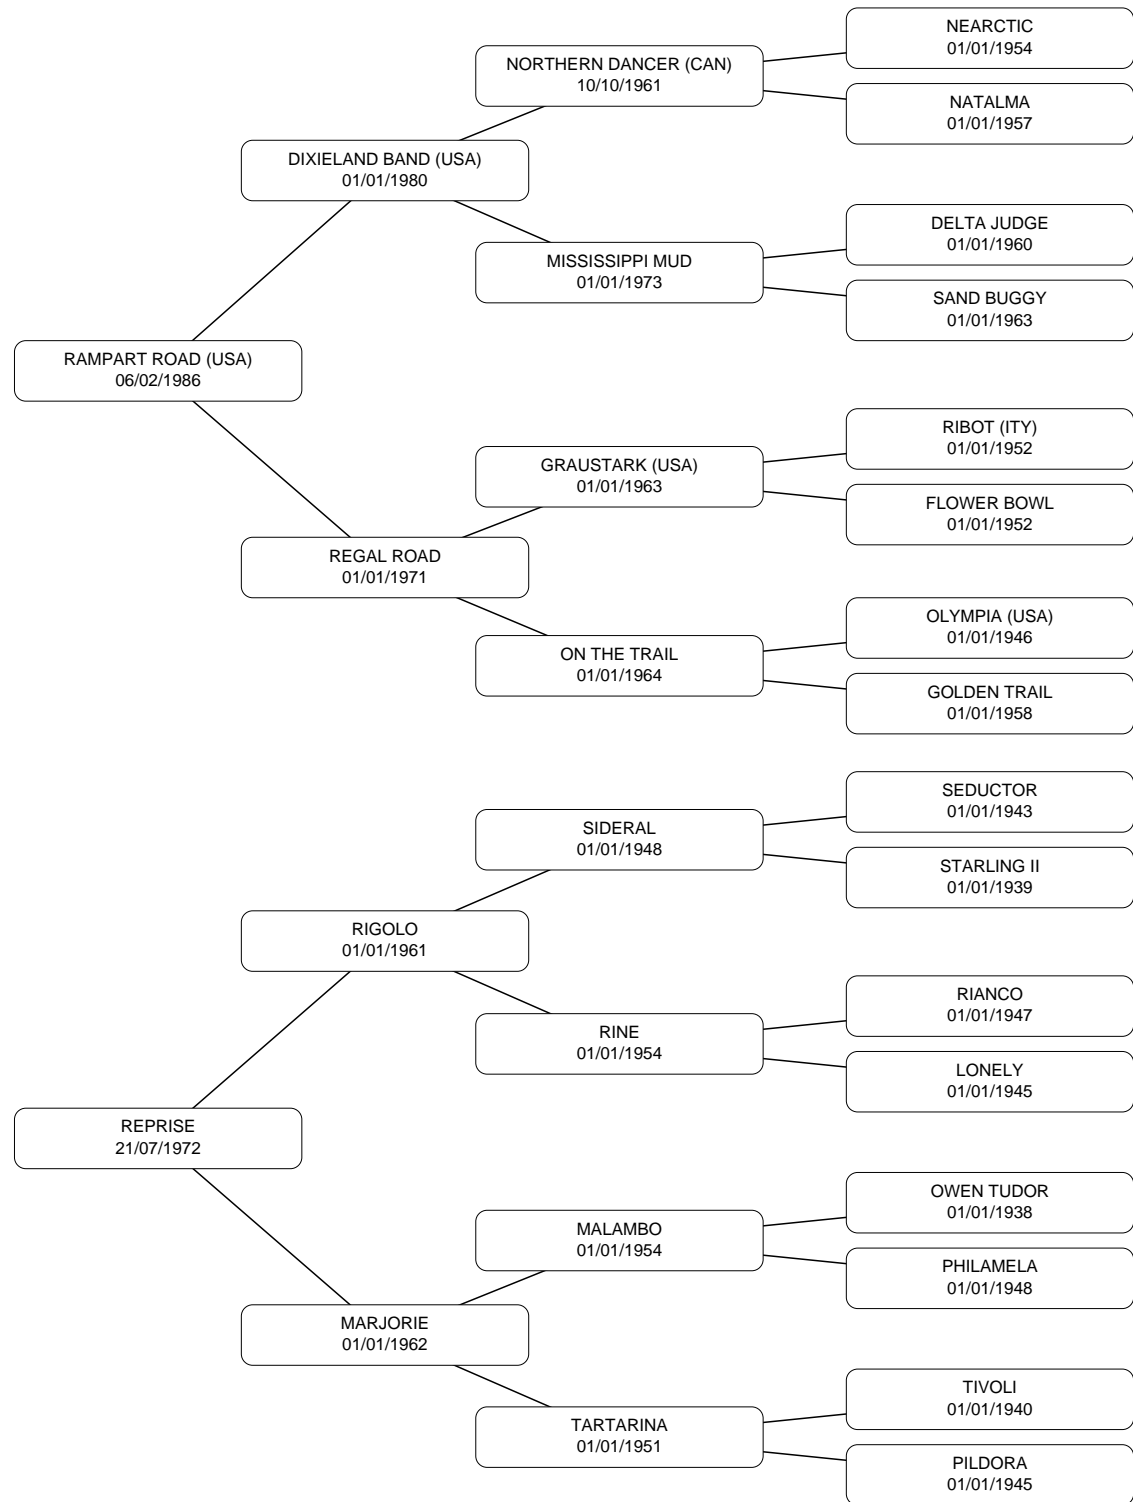 NEARCTIC
01/01/1954
NORTHERN DANCER (CAN)
10/10/1961
NATALMA
01/01/1957
DIXIELAND BAND (USA)
01/01/1980
DELTA JUDGE
01/01/1960
MISSISSIPPI MUD
01/01/1973
SAND BUGGY
01/01/1963
RAMPART ROAD (USA)
06/02/1986
RIBOT (ITY)
01/01/1952
GRAUSTARK (USA)
01/01/1963
FLOWER BOWL
01/01/1952
REGAL ROAD
01/01/1971
OLYMPIA (USA)
01/01/1946
ON THE TRAIL
01/01/1964
GOLDEN TRAIL
01/01/1958
SEDUCTOR
01/01/1943
SIDERAL
01/01/1948
STARLING II
01/01/1939
RIGOLO
01/01/1961
RIANCO
01/01/1947
RINE
01/01/1954
LONELY
01/01/1945
REPRISE
21/07/1972
OWEN TUDOR
01/01/1938
MALAMBO
01/01/1954
PHILAMELA
01/01/1948
MARJORIE
01/01/1962
TIVOLI
01/01/1940
TARTARINA
01/01/1951
PILDORA
01/01/1945